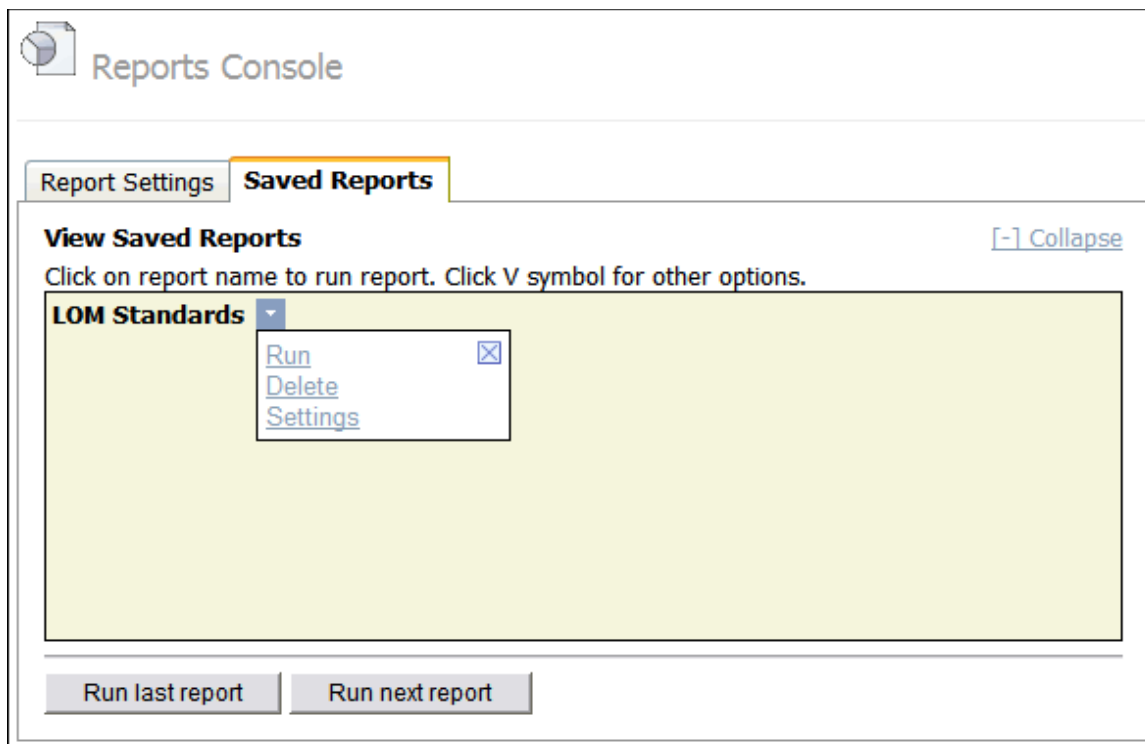 Reports Console
Report Settings Saved Reports
View Saved Reports [-] Collapse
Click on report name to run report. Click V symbol for other options.
LOM Standards
Run
Delete
Settings
Run last report Run next report